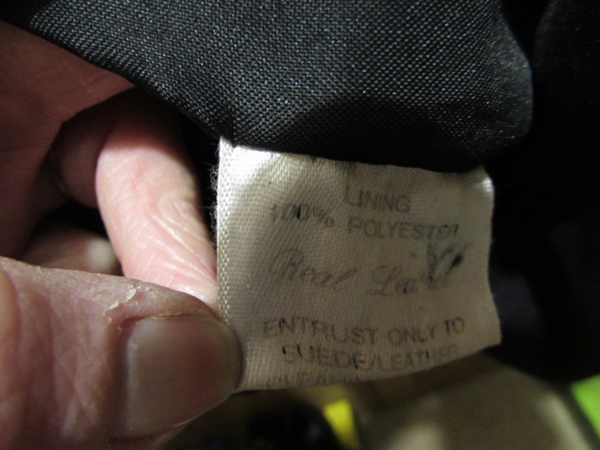 LINING
100% POLYESTER
Real Leather
ENTRUST ONLY TO
SUEDE/LEATHER